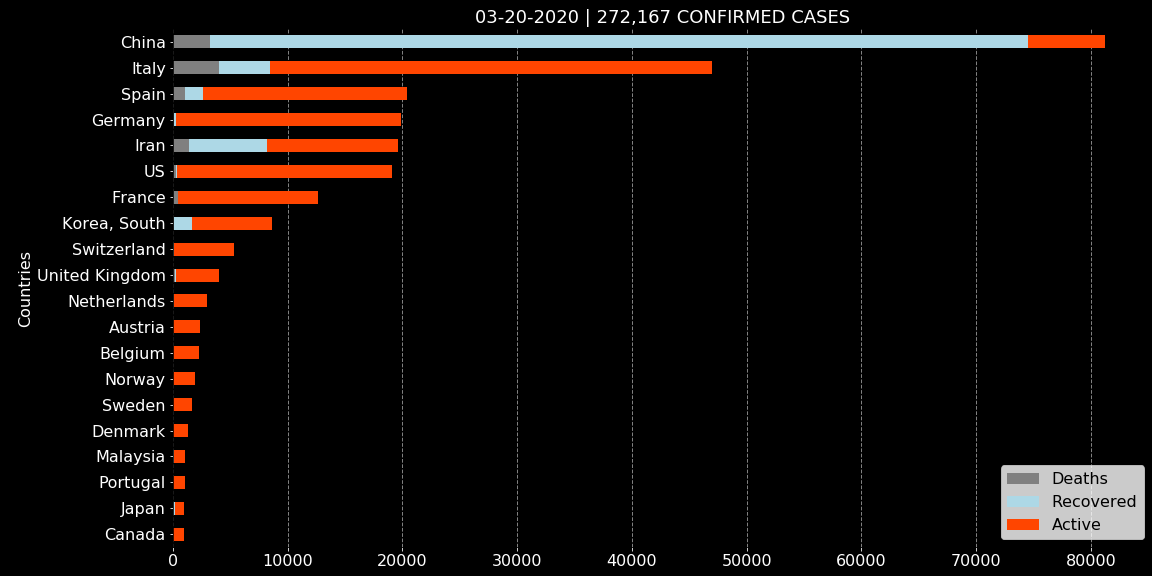 03-20-2020 | 272,167 CONFIRMED CASES
Countries
China
Italy
Spain
Germany
Iran
US
France
Korea, South
Switzerland
United Kingdom
Netherlands
Austria
Belgium
Norway
Sweden
Denmark
Malaysia
Portugal
Japan
Canada
Deaths
Recovered
Active
0 10000 20000 30000 40000 50000 60000 70000 80000